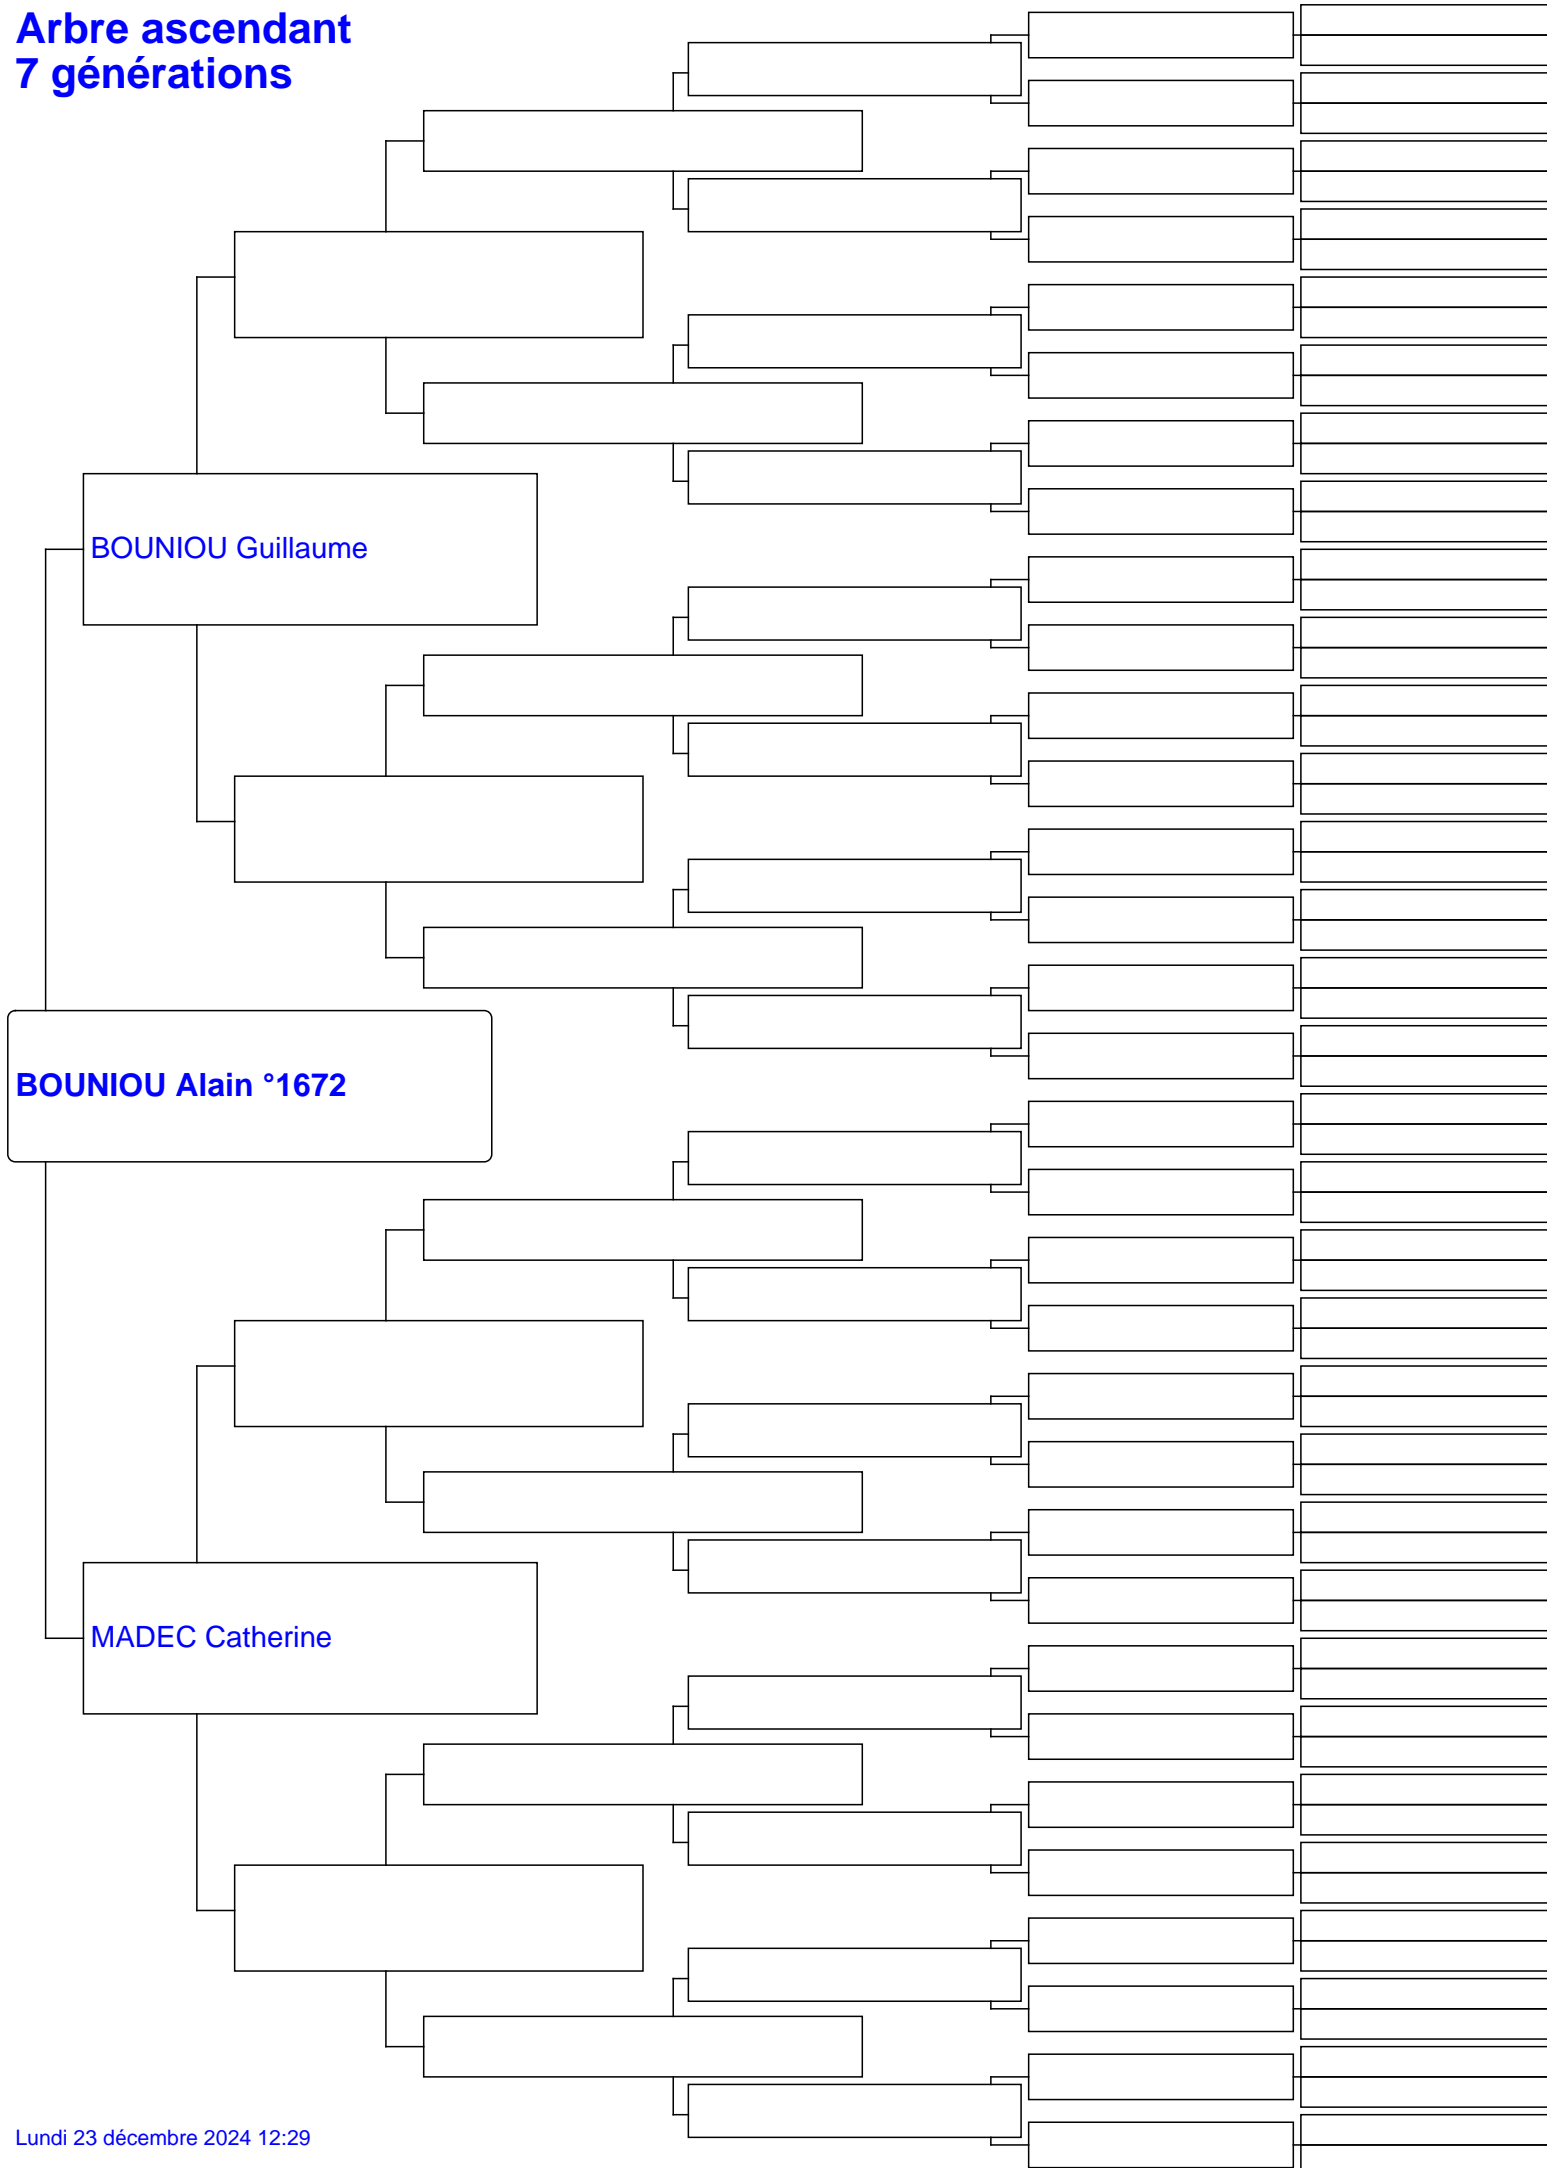 Arbre ascendant
7 générations
BOUNIOU Guillaume
BOUNIOU Alain °1672
MADEC Catherine
Lundi 23 décembre 2024 12:29